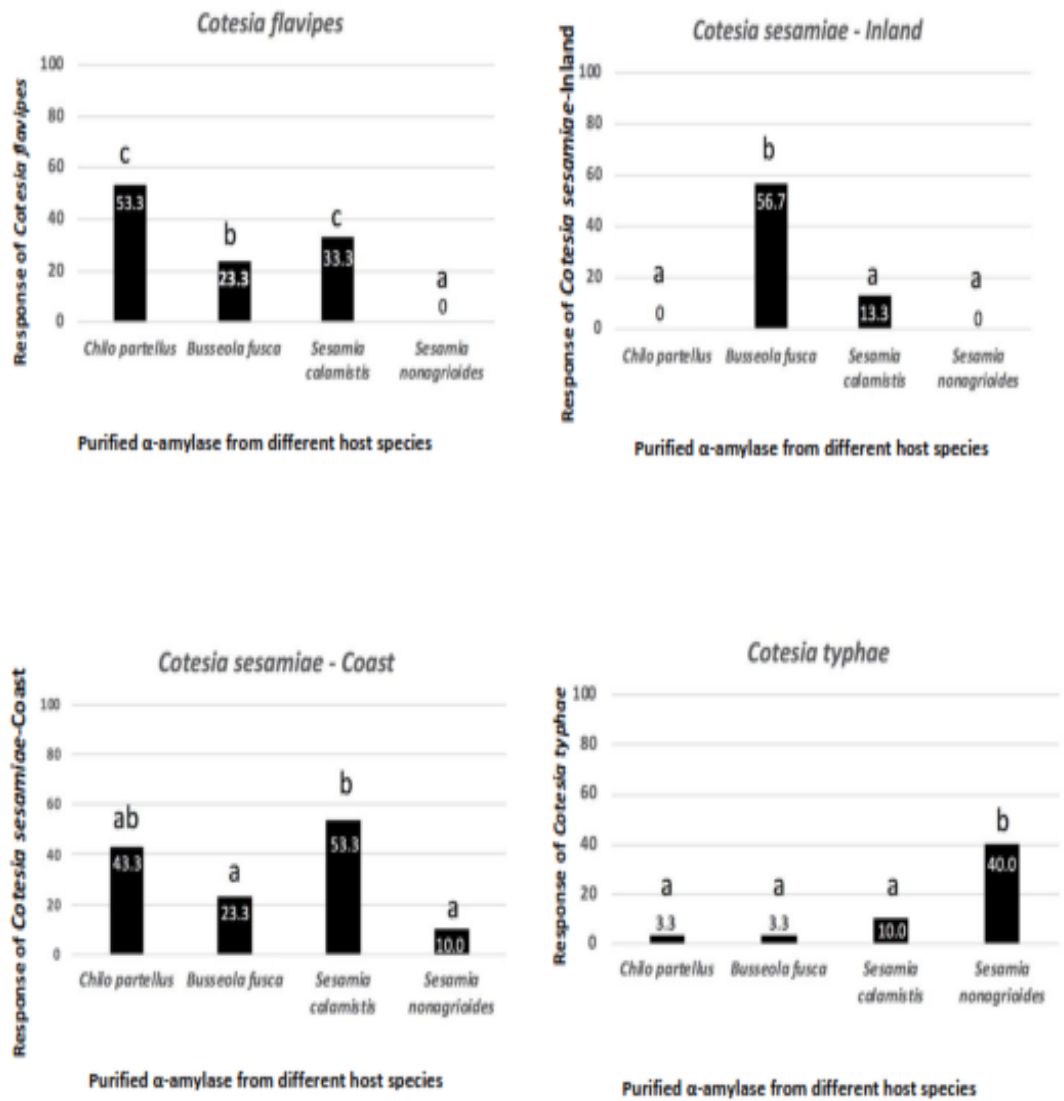 Cotesia flavipes
Response of Cotesia flavipes
100
80
60
40
20
0
c
b
c
a
53.3
23.3
33.3
0
Chilo partellus
Busseola fusca
Sesamia
calamistis
Sesamia
nonagrioides
Purified α-amylase from different host species
Cotesia sesamiae - Inland
Response of Cotesia sesamiae-Inland
100
80
60
40
20
0
a
b
a
a
0
56.7
13.3
0
Chilo partellus
Busseola fusca
Sesamia
calamistis
Sesamia
nonagrioides
Purified α-amylase from different host species
Cotesia sesamiae - Coast
Response of Cotesia sesamiae-Coast
100
80
60
40
20
0
ab
a
b
a
43.3
23.3
53.3
10.0
Chilo partellus
Busseola fusca
Sesamia
calamistis
Sesamia
nonagrioides
Purified α-amylase from different host species
Cotesia typhae
Response of Cotesia typhae
100
80
60
40
20
0
a
a
a
b
3.3
3.3
10.0
40.0
Chilo partellus
Busseola fusca
Sesamia
calamistis
Sesamia
nonagrioides
Purified α-amylase from different host species